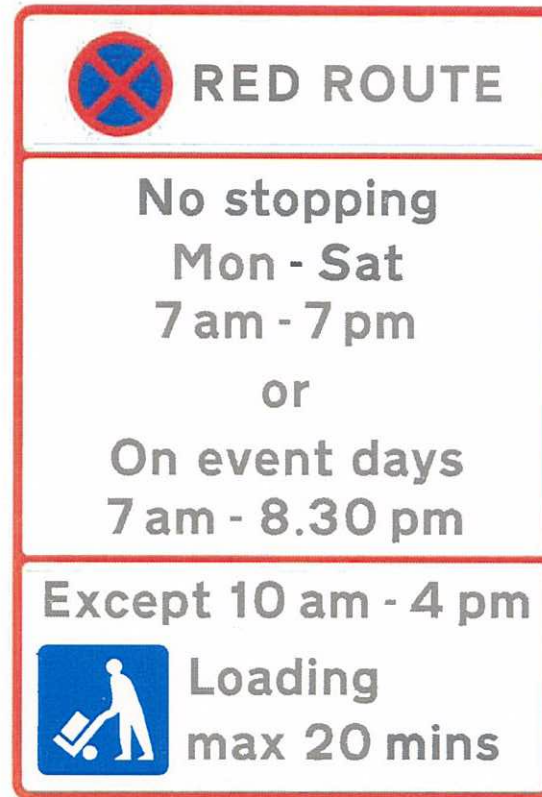 RED ROUTE
No stopping
Mon - Sat
7 am - 7 pm
or
On event days
7 am - 8.30 pm
Except 10 am - 4 pm
Loading
max 20 mins